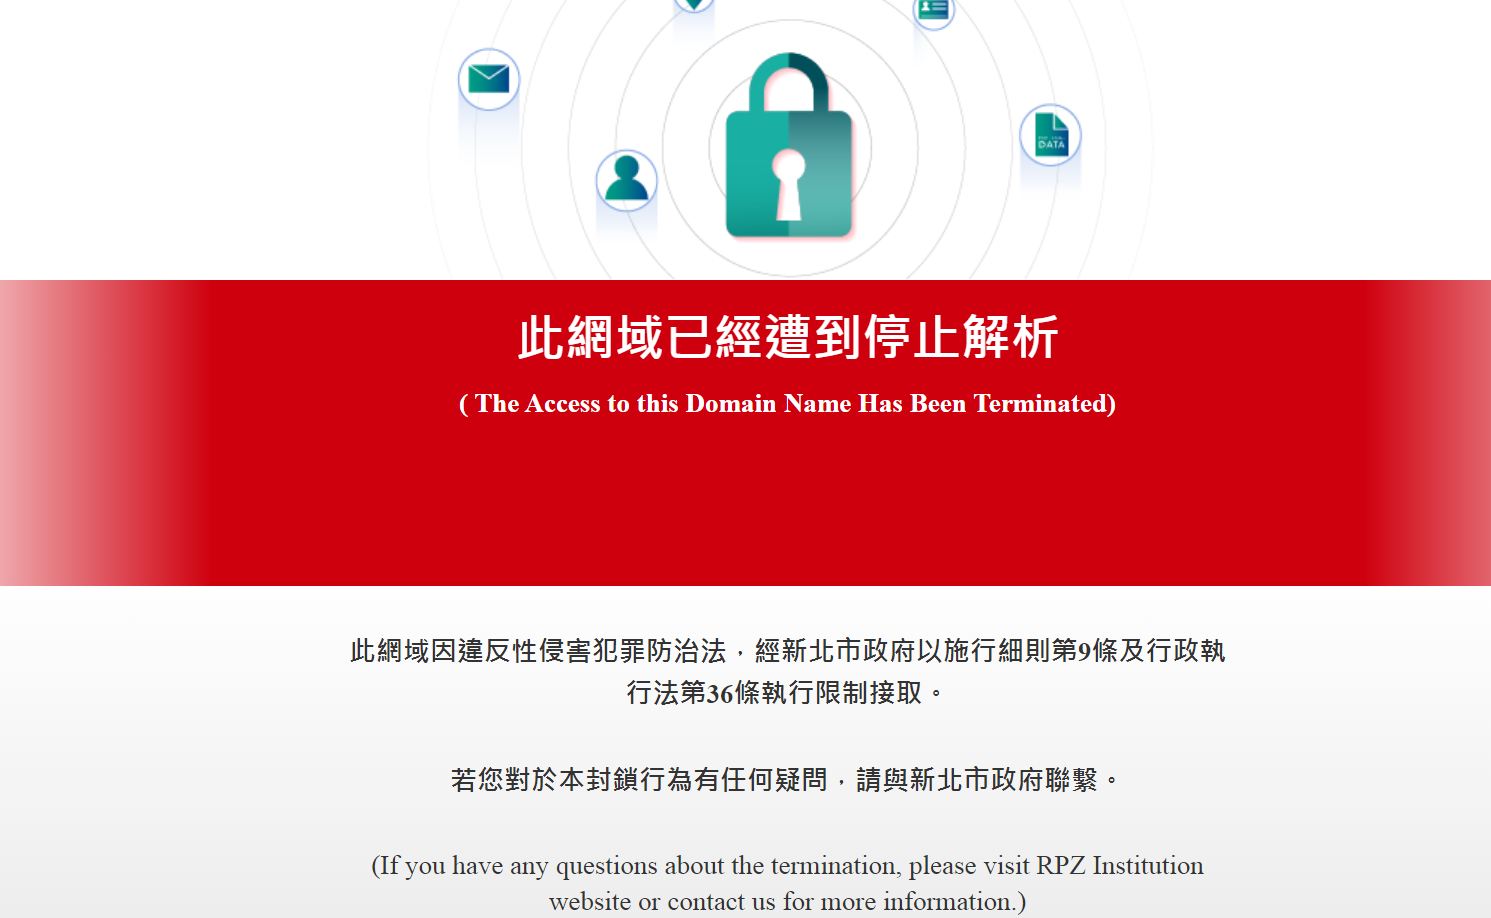 DATA
此網域已經遭到停止解析
( The Access to this Domain Name Has Been Terminated)
此網域因違反性侵害犯罪防治法，經新北市政府以施行細則第9條及行政執
行法第36條執行限制接取。
若您對於本封鎖行為有任何疑問，請與新北市政府聯繫。
(If you have any questions about the termination, please visit RPZ Institution
website or contact us for more information.)